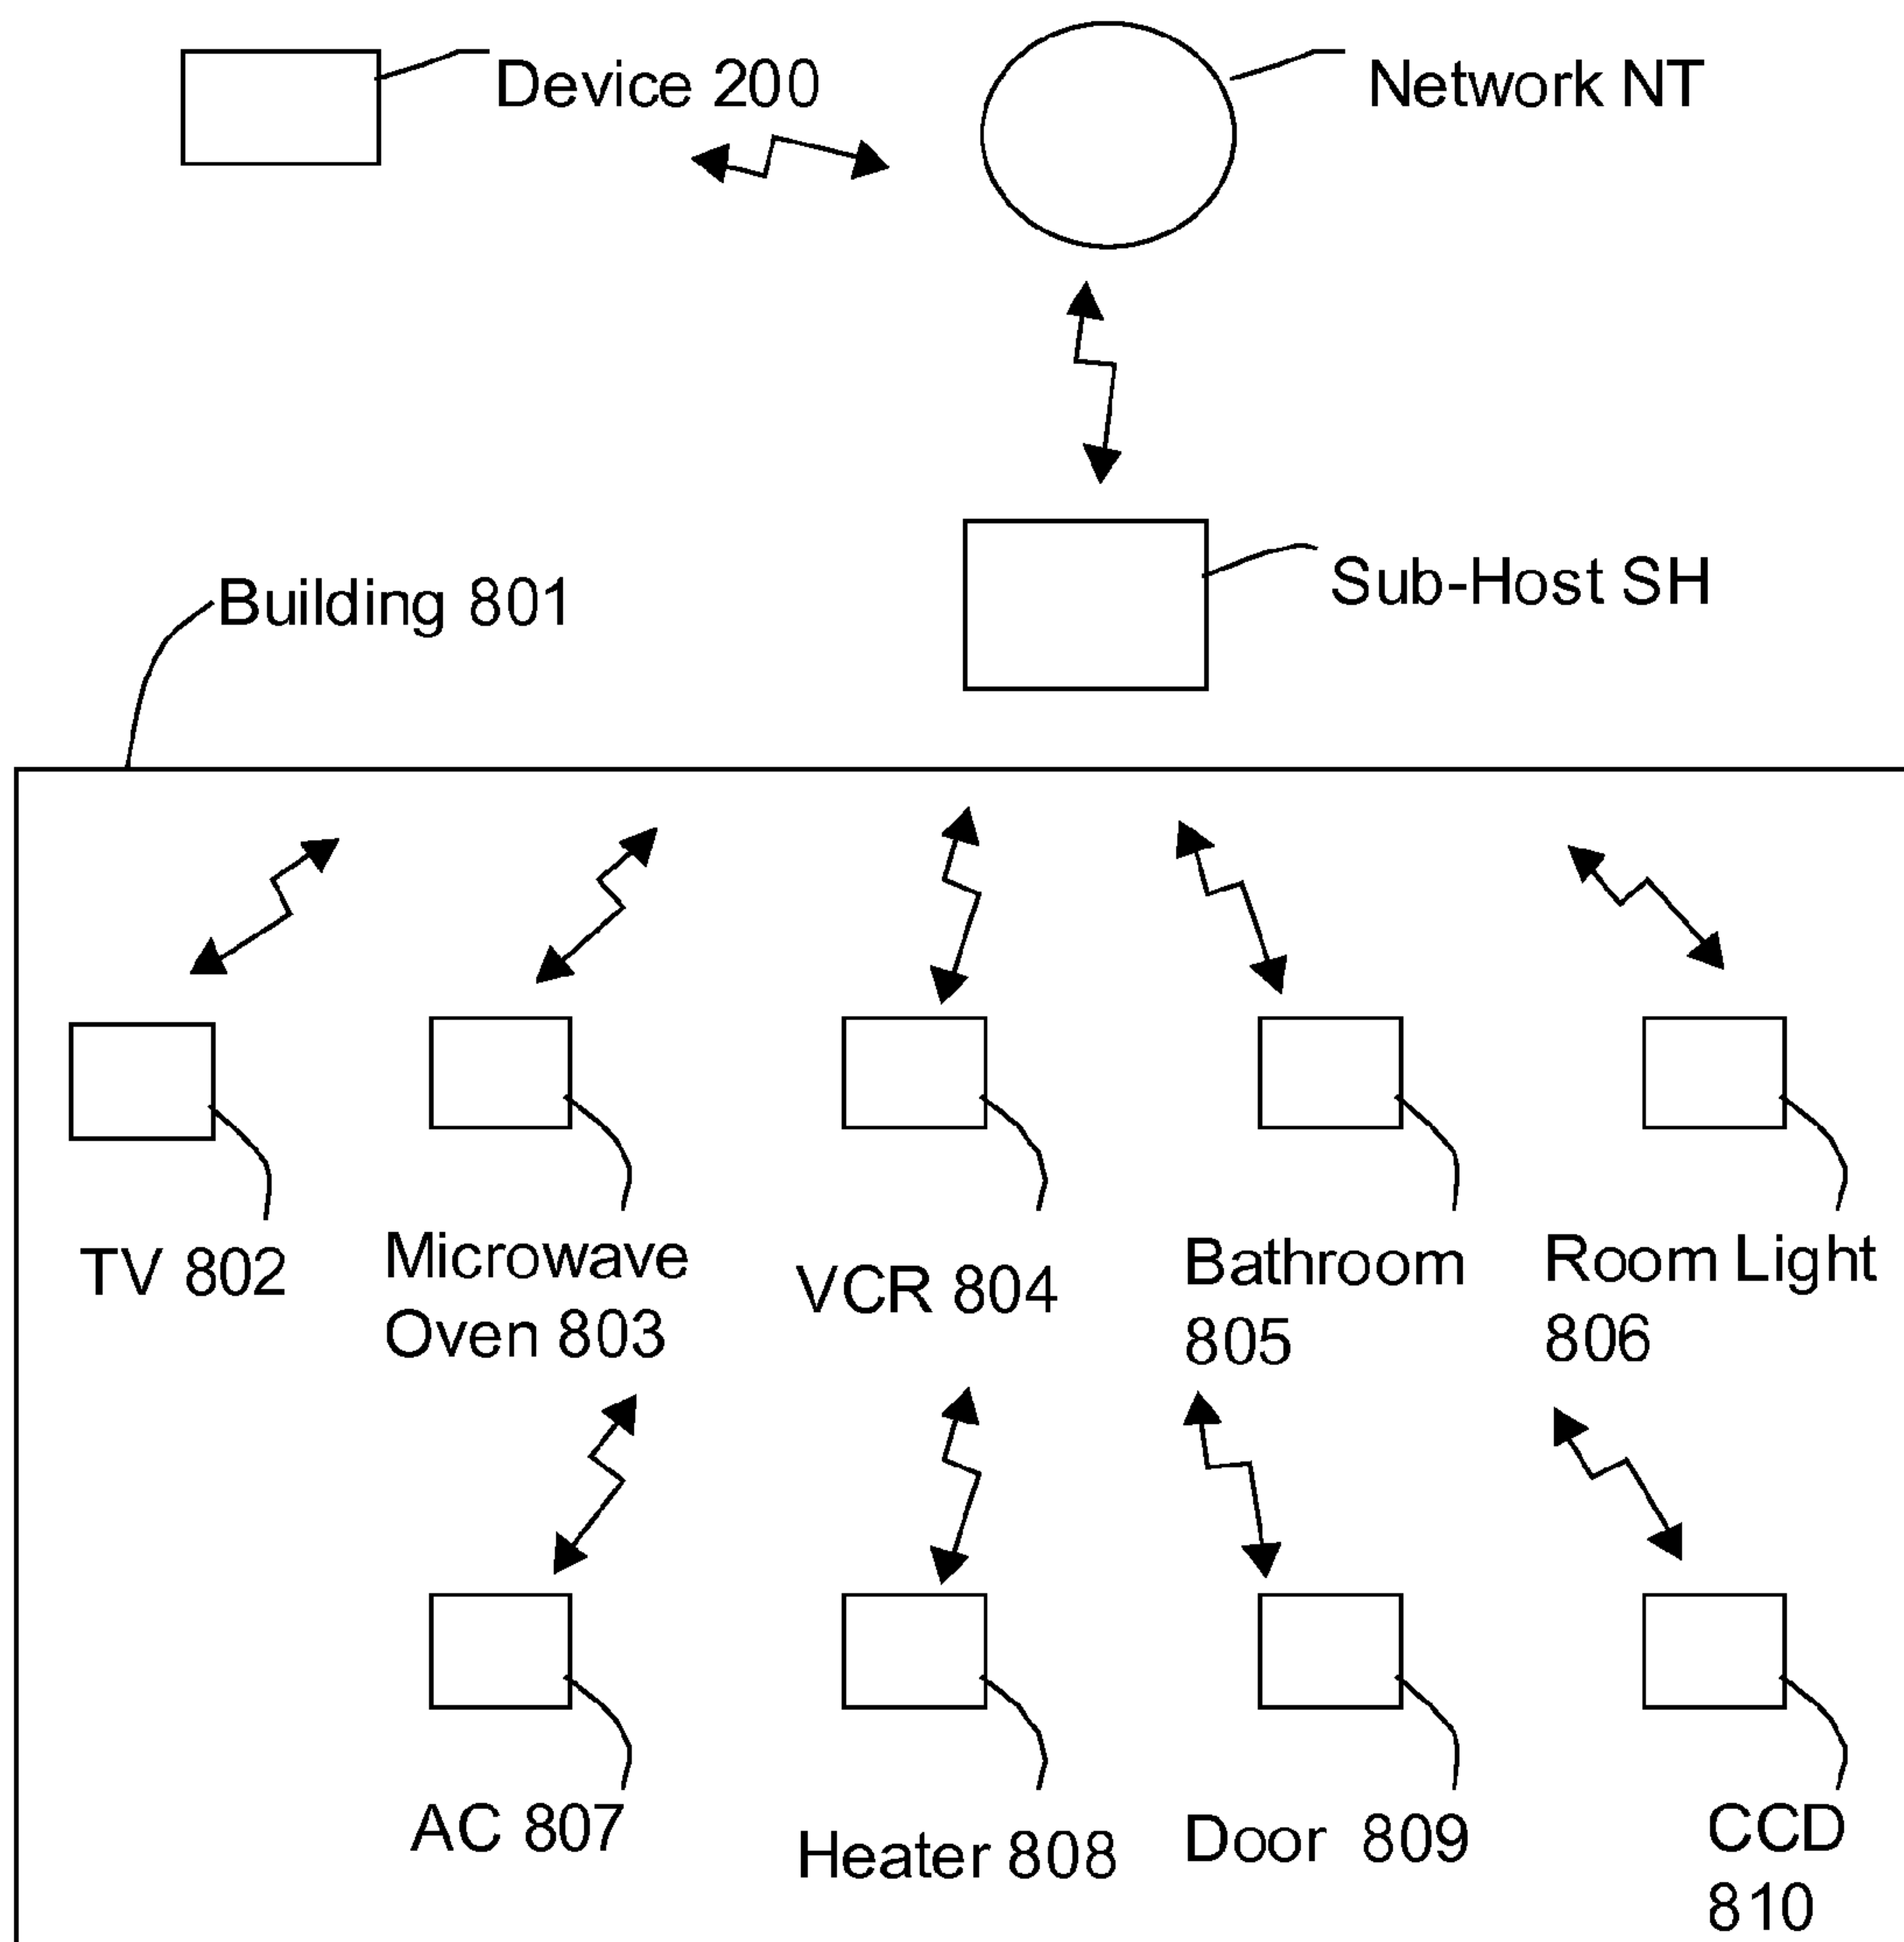 Device 200
Network NT
Sub-Host SH
Building 801
TV 802
Microwave
Oven 803
VCR 804
Bathroom
805
Room Light
806
AC 807
Heater 808
Door 809
CCD
810